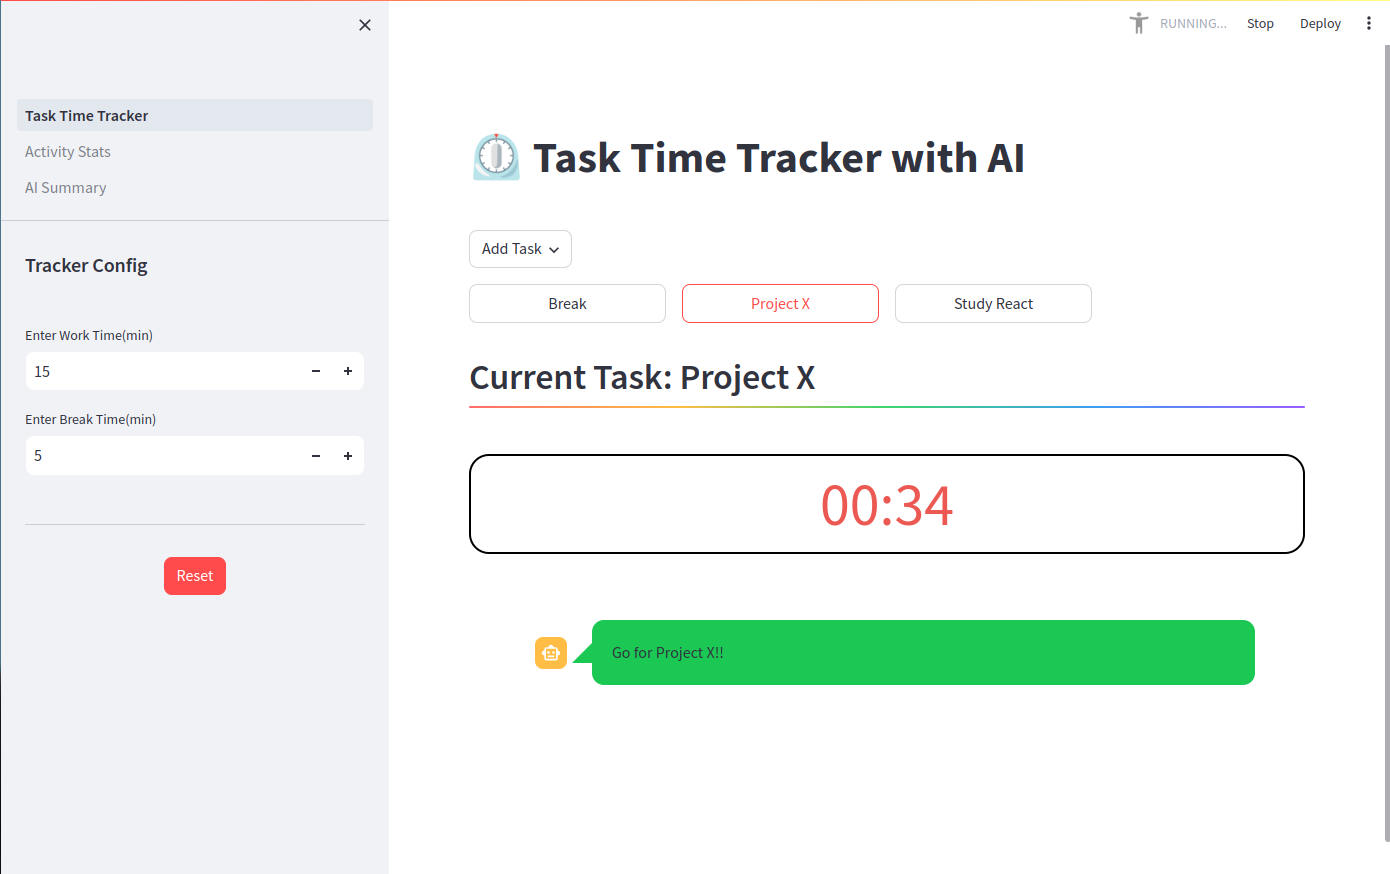 RUNNING...
Stop
Deploy
Task Time Tracker
Activity Stats
AI Summary
Tracker Config
Enter Work Time(min)
15
Enter Break Time(min)
5
Reset
Task Time Tracker with AI
Add Task
Break
Project X
Study React
Current Task: Project X
00:34
Go for Project X!!